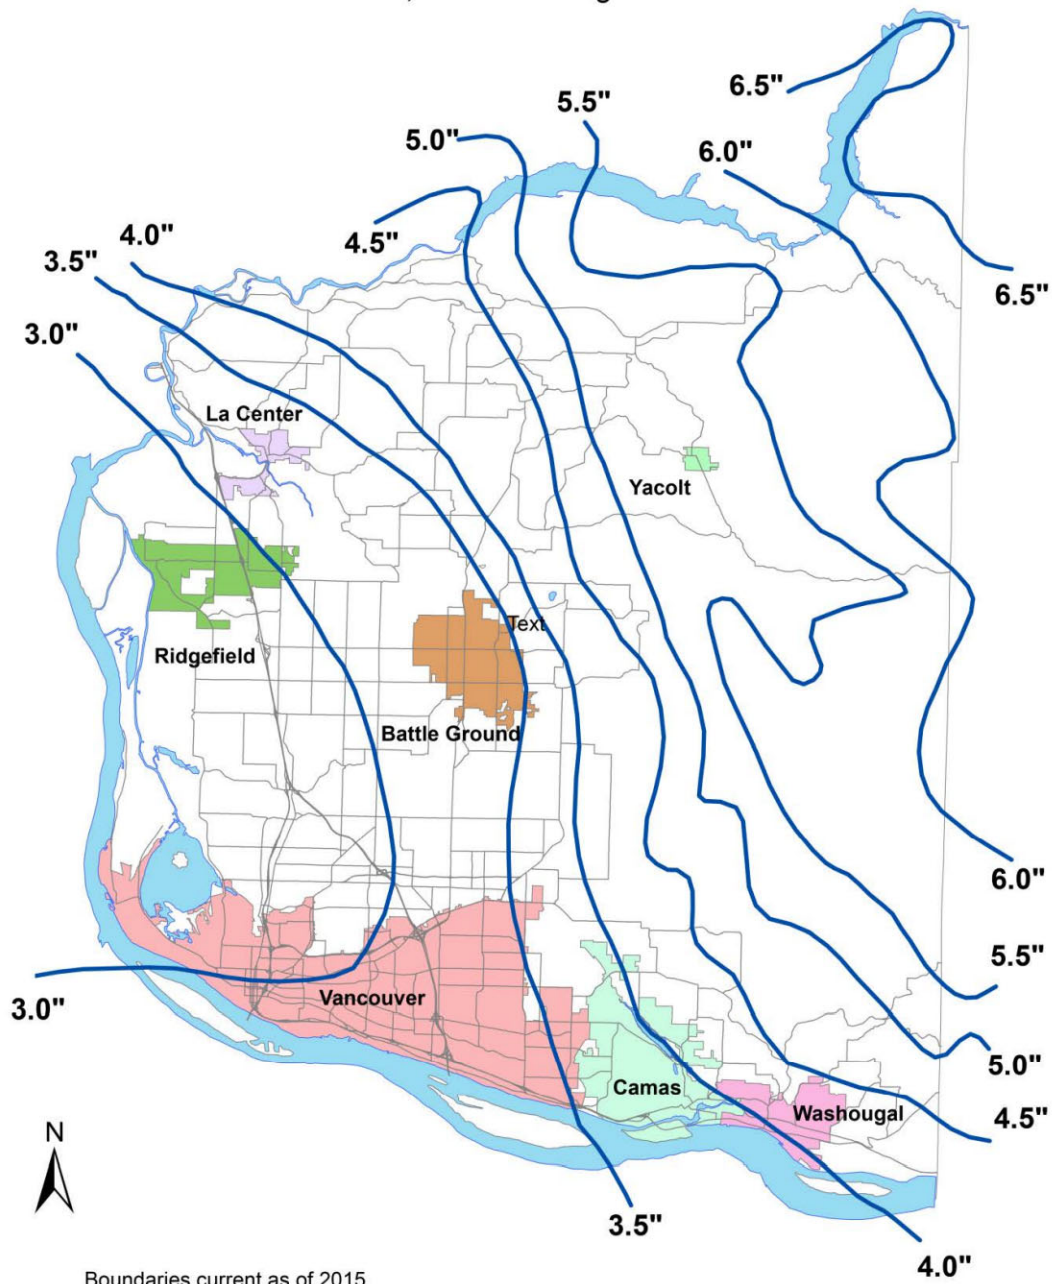 6.5"
5.5"
5.0"
6.0"
4.0"
4.5"
3.5"
6.5"
3.0"
La Center
Yacolt
Text
Ridgefield
Battle Ground
6.0"
5.5"
Vancouver
3.0"
5.0"
Camas
Washougal
4.5"
N
3.5"
4.0"
Boundaries current as of 2015